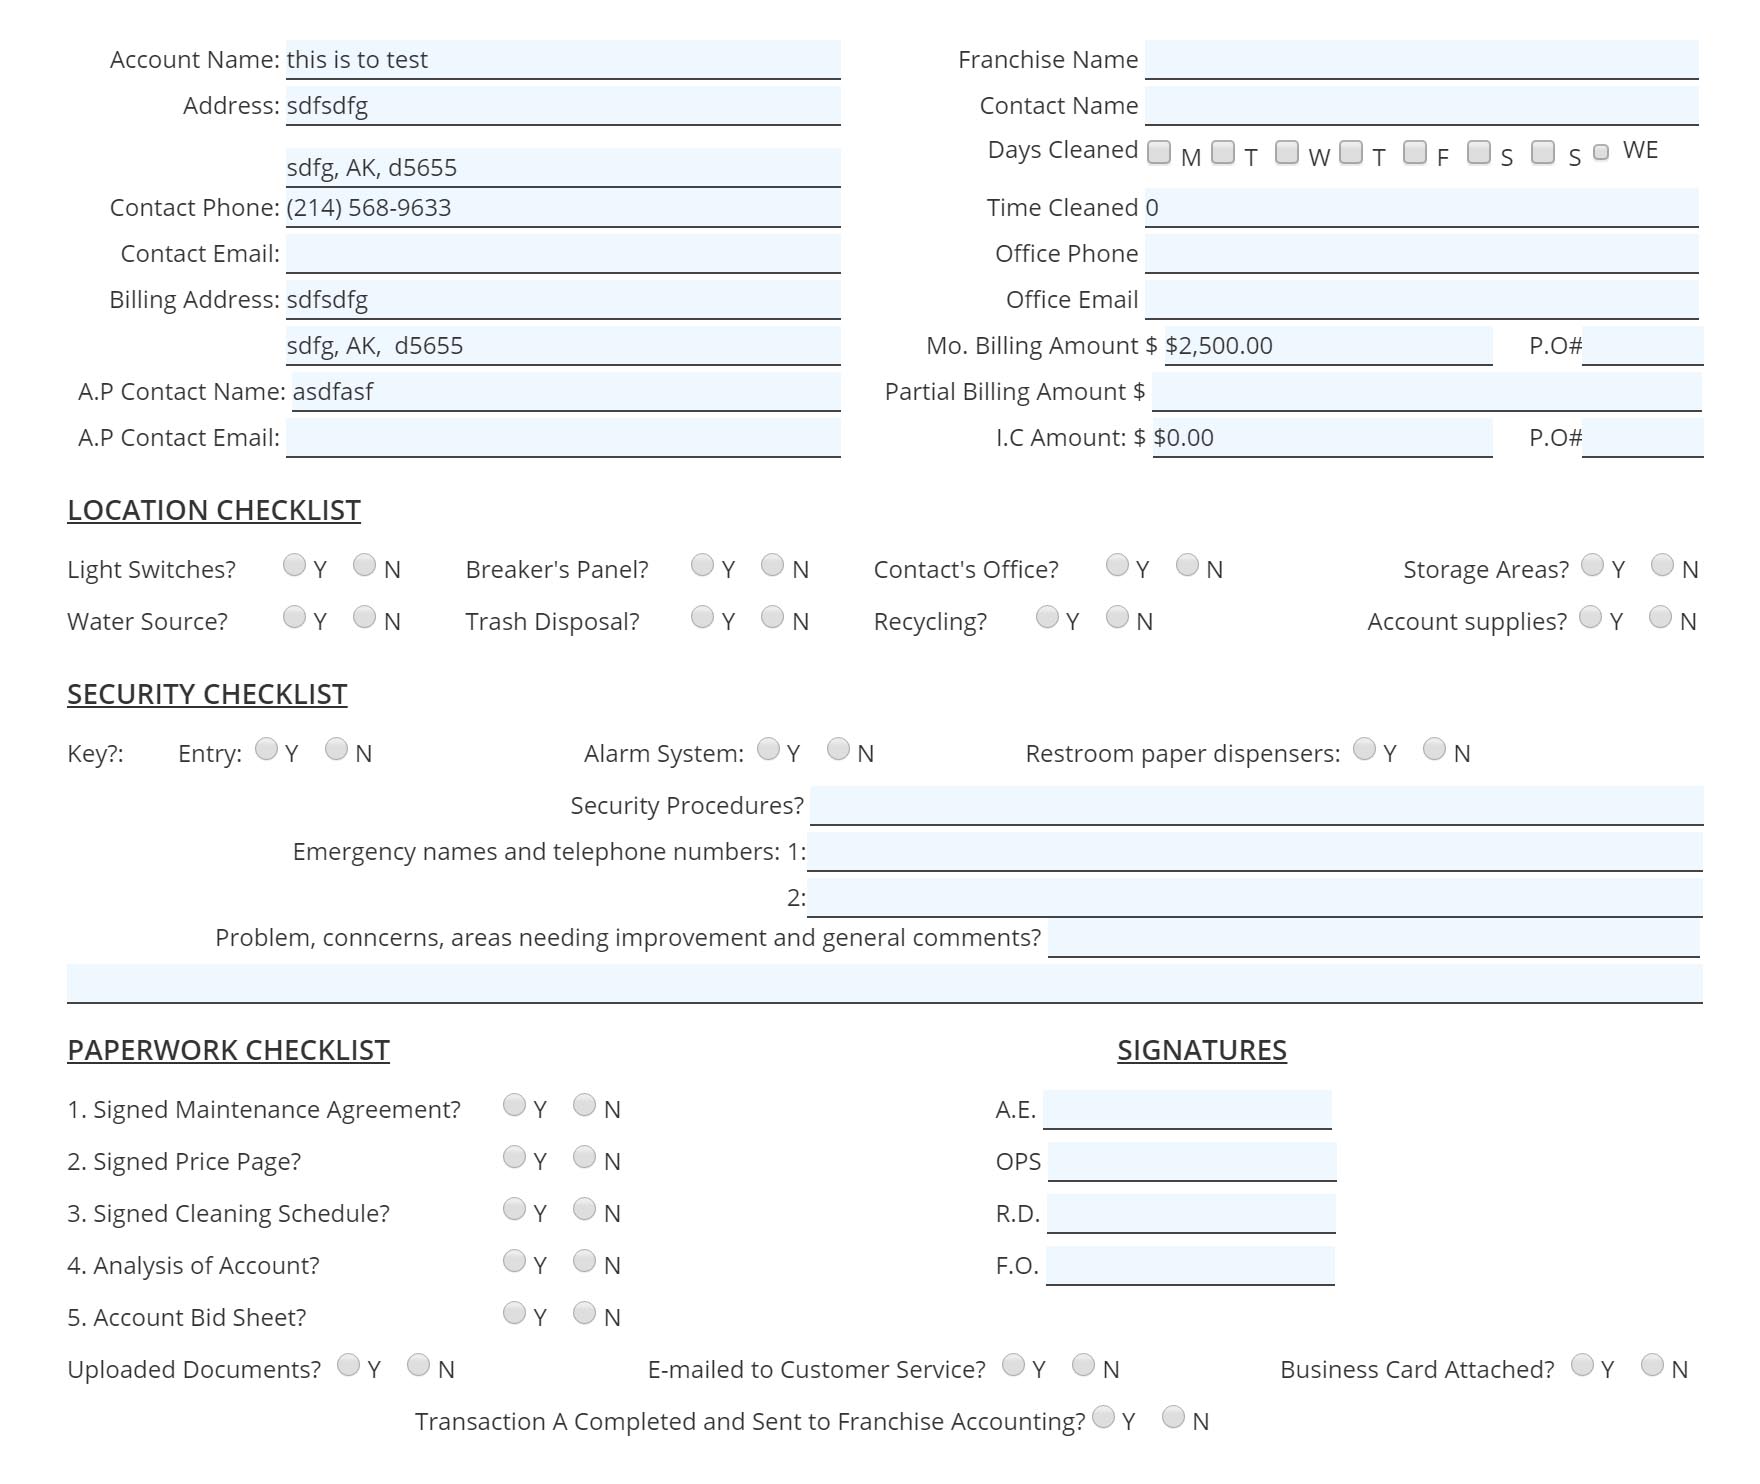 Account Name: this is to test Franchise Name
Address: sdfsdfg Contact Name
Days Cleaned M T W T F S S WE
sdfg, AK, d5655
Contact Phone: (214) 568-9633 Time Cleaned 0
Contact Email: Office Phone
Billing Address: sdfsdfg Office Email
sdfg, AK, d5655 Mo. Billing Amount $ $2,500.00 P.O#
A.P Contact Name: asdfasf Partial Billing Amount $
A.P Contact Email: I.C Amount: $ $0.00 P.O#
LOCATION CHECKLIST
Light Switches? Y N Breaker's Panel? Y N Contact's Office? Y N Storage Areas? Y N
Water Source? Y N Trash Disposal? Y N Recycling? Y N Account supplies? Y N
SECURITY CHECKLIST
Key?: Entry: Y N Alarm System: Y N Restroom paper dispensers: Y N
Security Procedures?
Emergency names and telephone numbers: 1:
2:
Problem, conncerns, areas needing improvement and general comments?
PAPERWORK CHECKLIST SIGNATURES
1. Signed Maintenance Agreement? Y N A.E.
2. Signed Price Page? Y N OPS
3. Signed Cleaning Schedule? Y N R.D.
4. Analysis of Account? Y N F.O.
5. Account Bid Sheet? Y N
Uploaded Documents? Y N E-mailed to Customer Service? Y N Business Card Attached? Y N
Transaction A Completed and Sent to Franchise Accounting? Y N